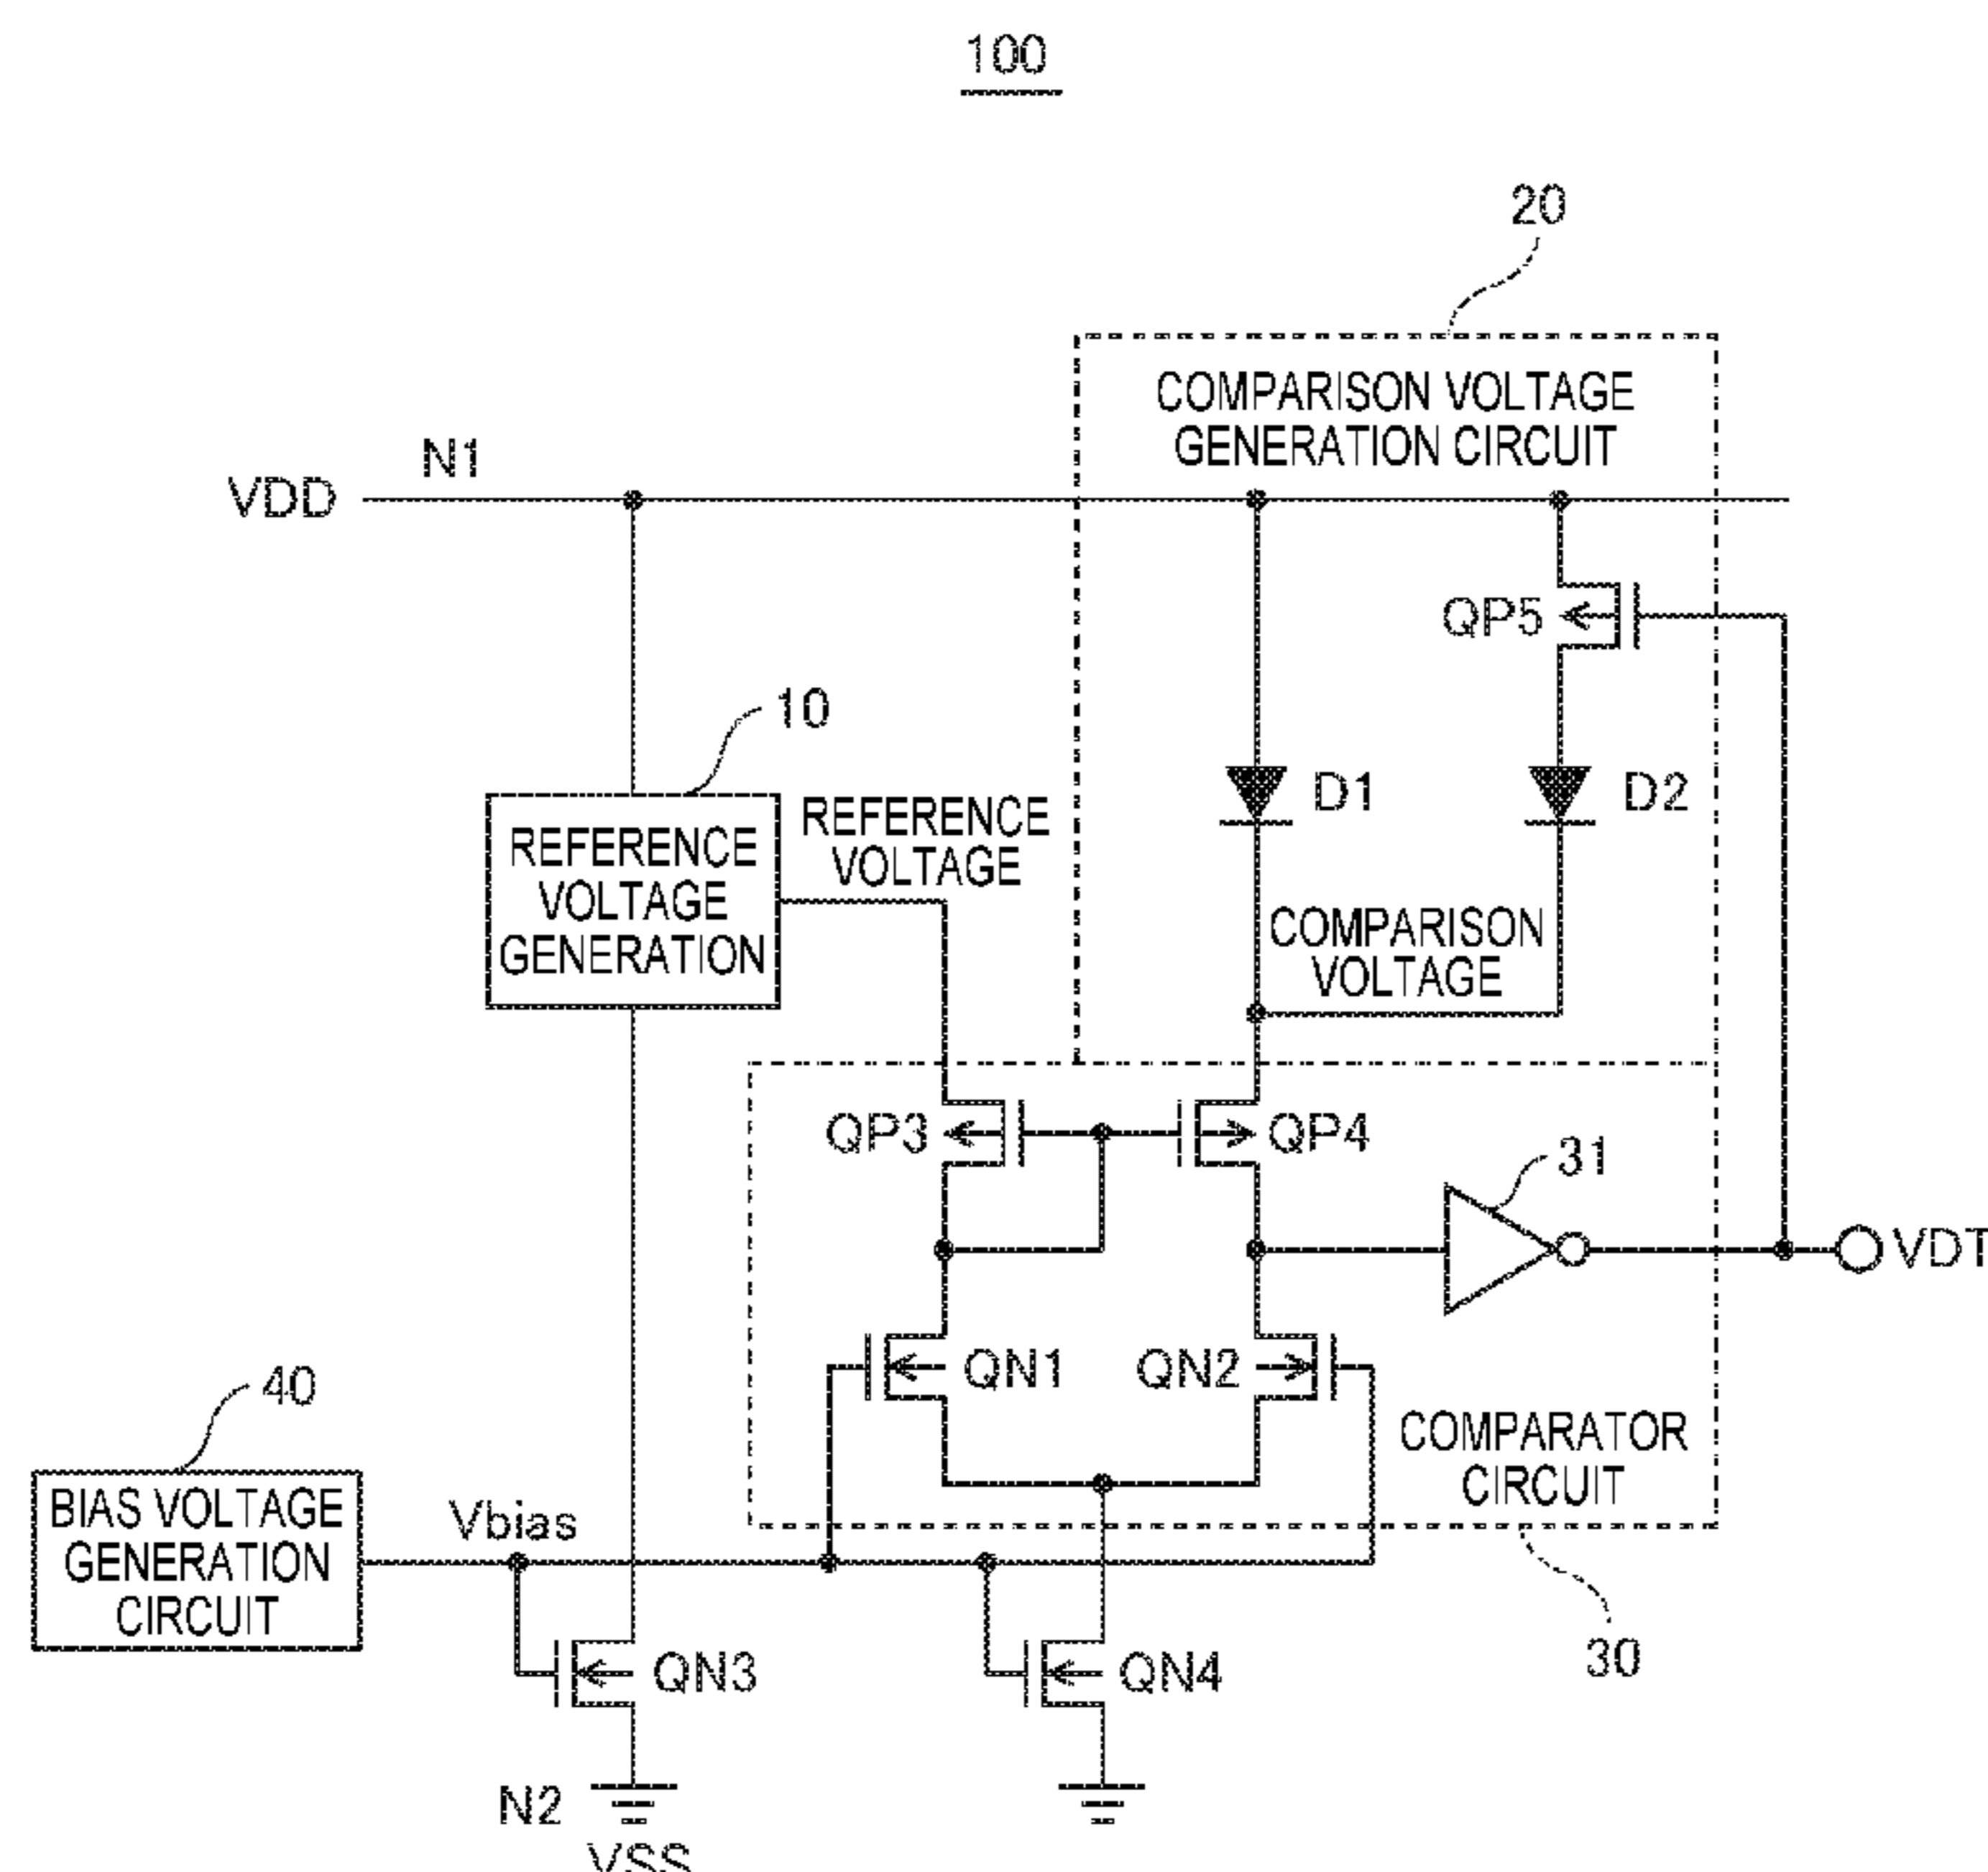 100
20
COMPARISON VOLTAGE
GENERATION CIRCUIT
N1
VDD
QP5
10
D1
D2
REFERENCE
VOLTAGE
REFERENCE
VOLTAGE
GENERATION
COMPARISON
VOLTAGE
QP3
QP4
31
VDT
QN1
QN2
40
COMPARATOR
CIRCUIT
BIAS VOLTAGE
GENERATION
CIRCUIT
Vbias
QN3
QN4
30
N2
VSS